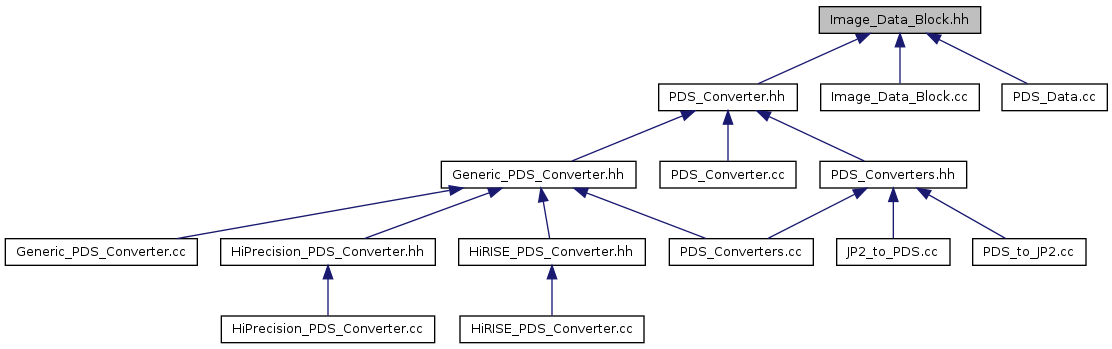 Image_Data_Block.hh
PDS_Converter.hh
Image_Data_Block.cc
PDS_Data.cc
Generic_PDS_Converter.hh
PDS_Converter.cc
PDS_Converters.hh
Generic_PDS_Converter.cc
HiPrecision_PDS_Converter.hh
HiRISE_PDS_Converter.hh
PDS_Converters.cc
JP2_to_PDS.cc
PDS_to_JP2.cc
HiPrecision_PDS_Converter.cc
HiRISE_PDS_Converter.cc